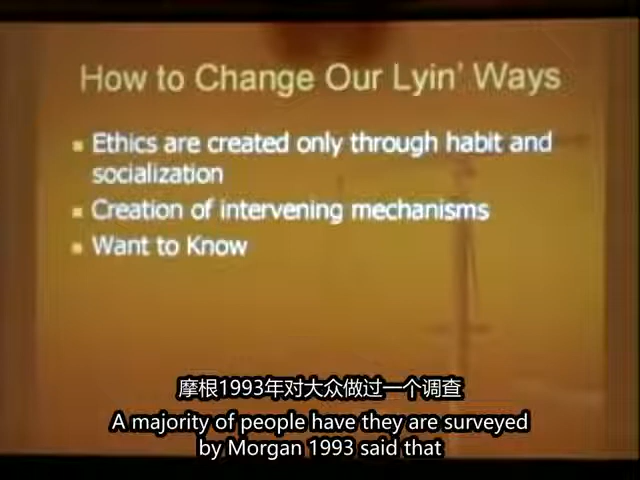 How to Change Our Lyin' Ways
Ethics are created only through habit and
socialization
Creation of intervening mechanisms
Want to Know
摩根1993年对大众做过一个调查
A majority of people have they are surveyed
by Morgan 1993 said that